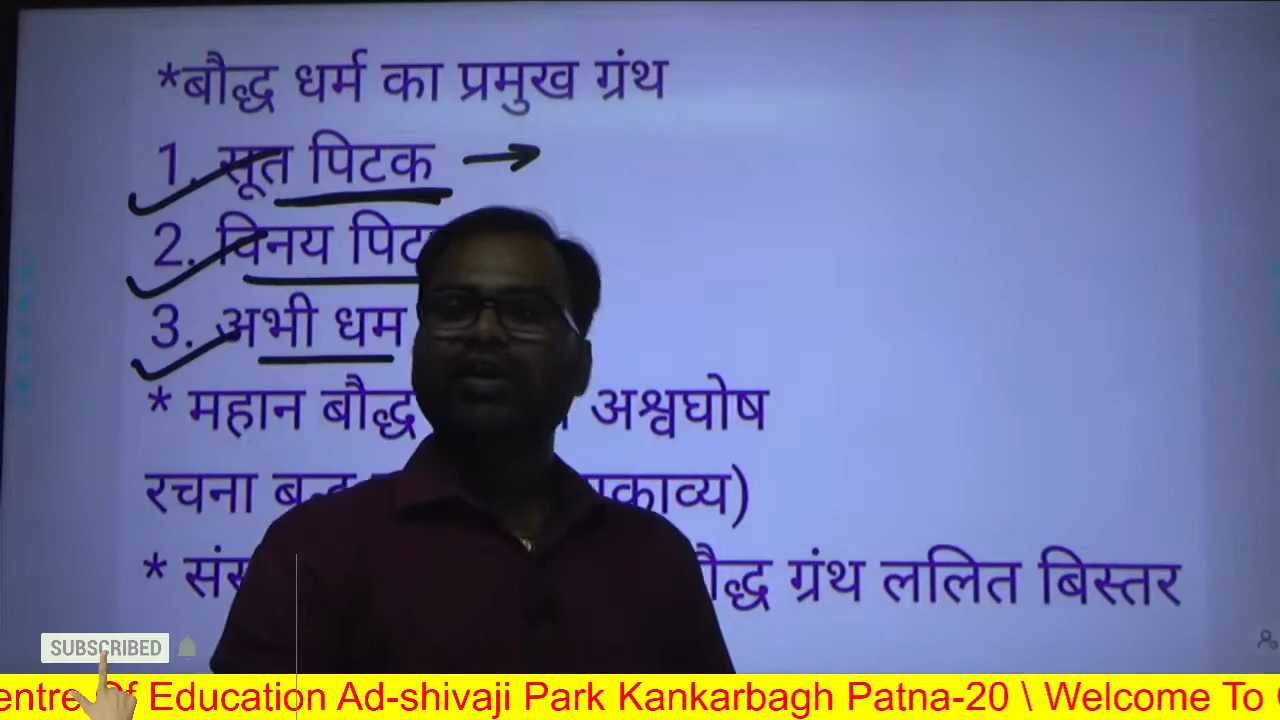 *बौद्ध धर्म का प्रमुख ग्रंथ
1. सूत पिटक →
2. विनय
3. अभी धम
* महान बौद्ध अश्वघोष
रचना
* बौद्ध ग्रंथ ललित बिस्तर
SUBSCRIBED
Of Education Ad-shivaji Park Kankarbagh Patna-20 \ Welcome To